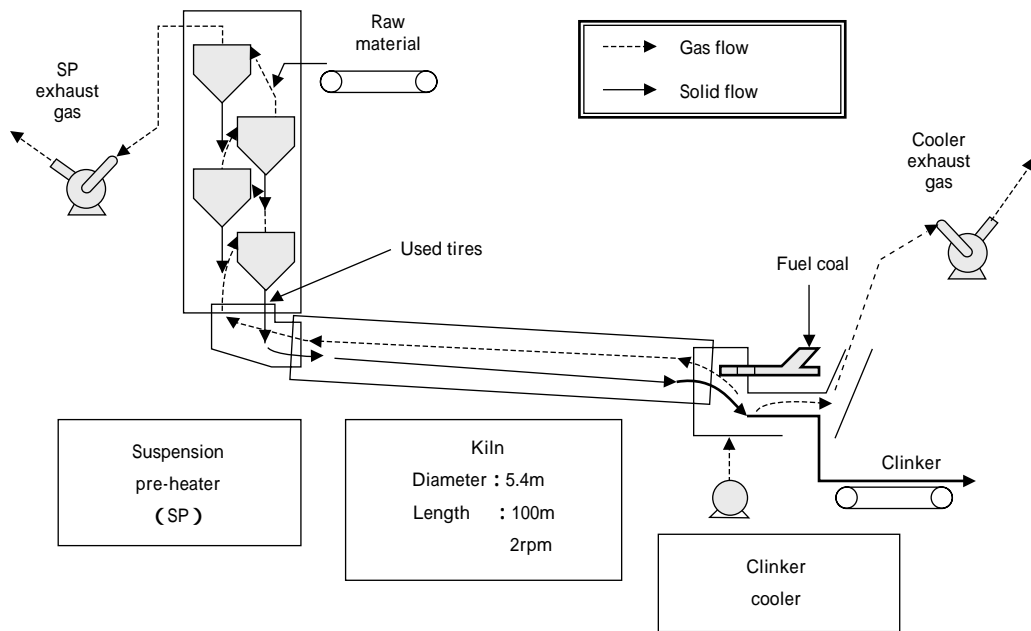 Raw
material
Gas flow
Solid flow
SP
exhaust
gas
Cooler
exhaust
gas
Used tires
Fuel coal
Clinker
Suspension
pre-heater
(SP)
Kiln
Diameter : 5.4m
Length : 100m
2rpm
Clinker
cooler